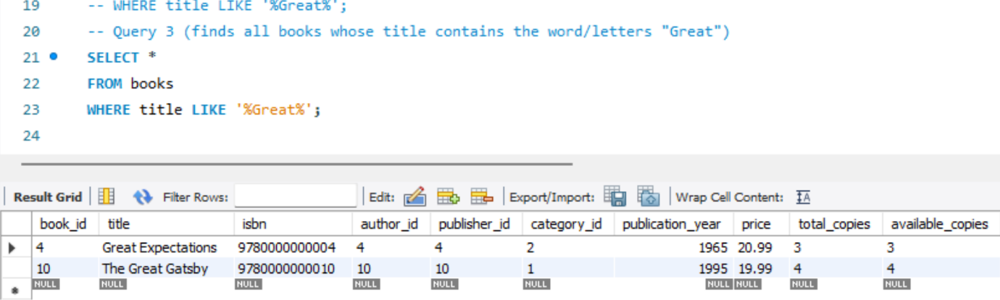 19 -- WHERE title LIKE '%Great%';
20 -- Query 3 (finds all books whose title contains the word/letters "Great")
21 SELECT *
22 FROM books
23 WHERE title LIKE '%Great%';
24
Result Grid Filter Rows: Edit: Export/Import: Wrap Cell Content: IA
book_id title isbn author_id publisher_id category_id publication_year price total_copies available_copies
4 Great Expectations 9780000000004 4 4 2 1965 20.99 3 3
10 The Great Gatsby 9780000000010 10 10 1 1995 19.99 4 4
NULL NULL NULL NULL NULL NULL NULL NULL NULL NULL